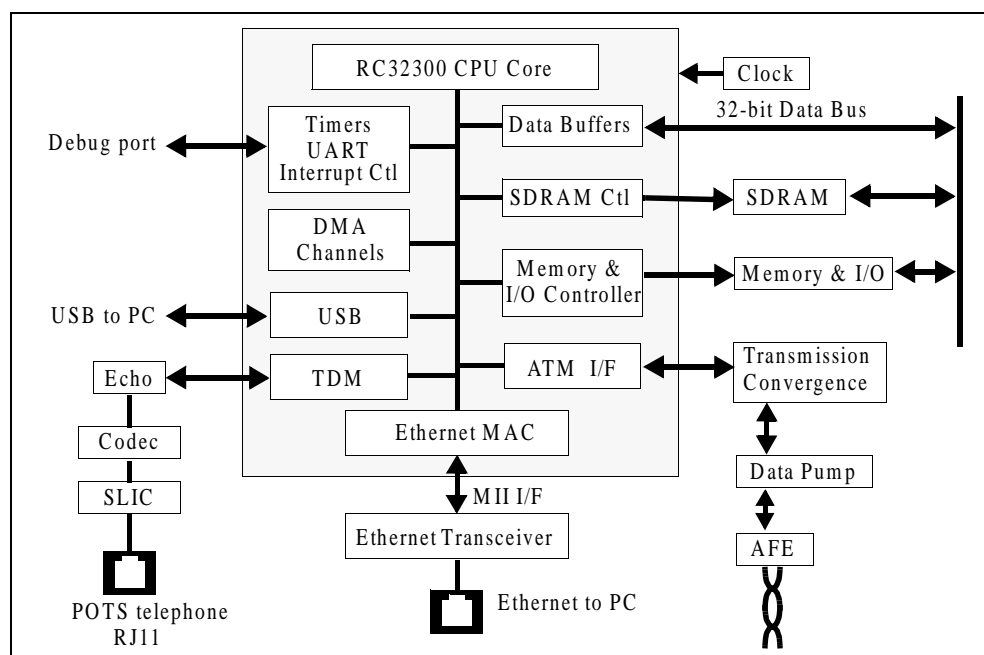 RC32300 CPU Core
Clock
32-bit Data Bus
Debug port
Timers
UART
Interrupt Ctl
Data Buffers
SDRAM Ctl
SDRAM
DMA
Channels
Memory &
I/O Controller
Memory & I/O
USB to PC
USB
Echo
TDM
ATM I/F
Transmission
Convergence
Codec
Ethernet MAC
SLIC
MII I/F
Data Pump
Ethernet Transceiver
AFE
POTS telephone
RJ11
Ethernet to PC